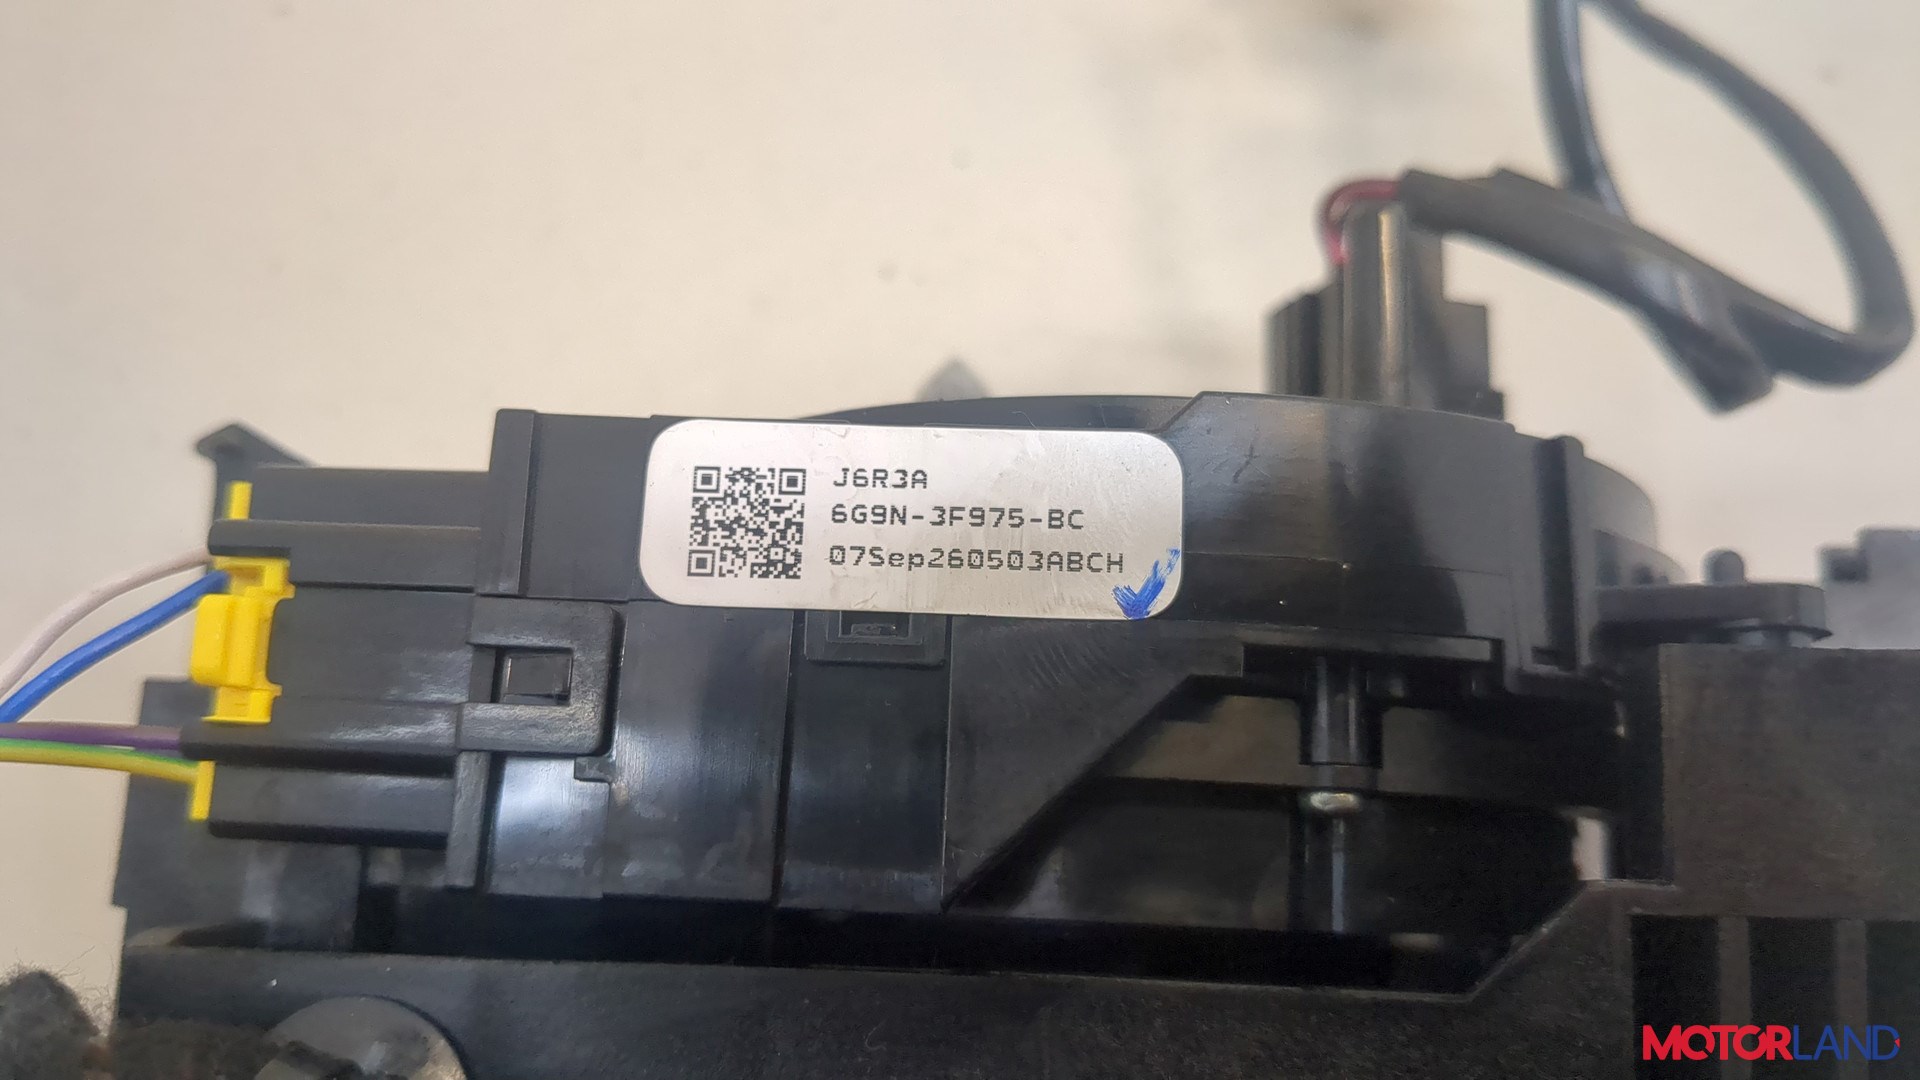 J6R3A
6G9N-3F975-BC
07Sep260503ABCH
MOTORLAND